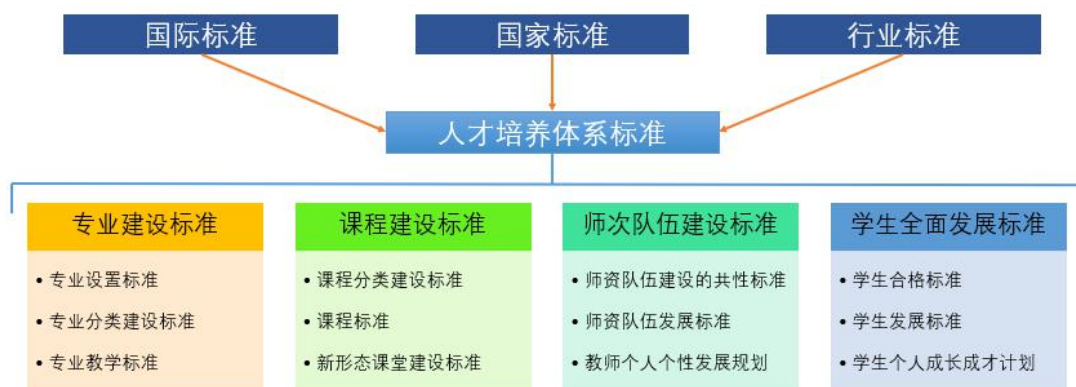 国际标准
国家标准
行业标准
人才培养体系标准
专业建设标准
• 专业设置标准
• 专业分类建设标准
• 专业教学标准
课程建设标准
• 课程分类建设标准
• 课程标准
• 新形态课堂建设标准
师次队伍建设标准
• 师资队伍建设的共性标准
• 师资队伍发展标准
• 教师个人个性发展规划
学生全面发展标准
• 学生合格标准
• 学生发展标准
• 学生个人成长成才计划